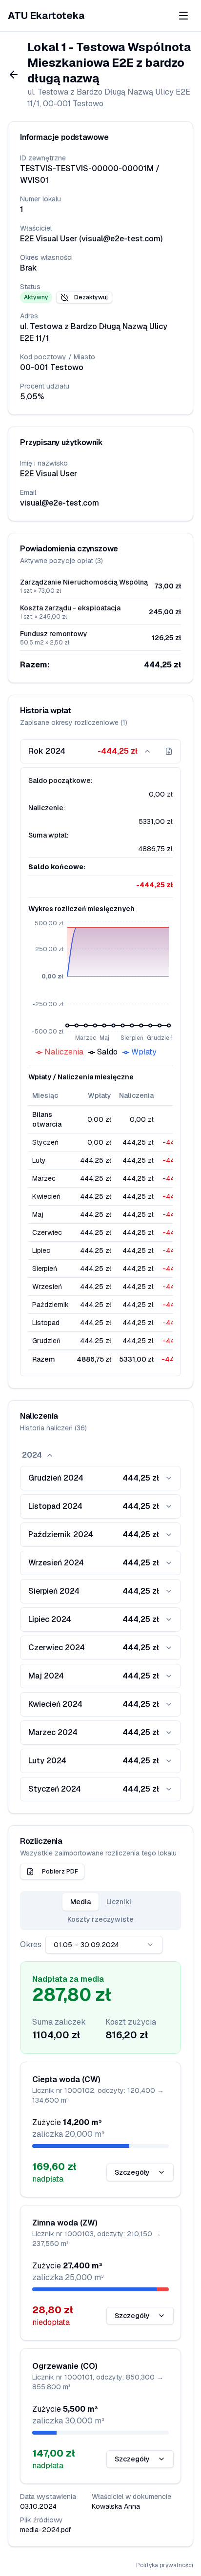 ATU Ekartoteka
Lokal 1 - Testowa Wspólnota
Mieszkaniowa E2E z bardzo
długą nazwą
ul. Testowa z Bardzo Długą Nazwą Ulicy E2E
11/1, 00-001 Testowo
Informacje podstawowe
ID zewnętrzne
TESTVIS-TESTVIS-00000-00001M /
WVIS01
Numer lokalu
1
Właściciel
E2E Visual User (visual@e2e-test.com)
Okres własności
Brak
Status
Aktywny Dezaktywuj
Adres
ul. Testowa z Bardzo Długą Nazwą Ulicy
E2E 11/1
Kod pocztowy / Miasto
00-001 Testowo
Procent udziału
5,05%
Przypisany użytkownik
Imię i nazwisko
E2E Visual User
Email
visual@e2e-test.com
Powiadomienia czynszowe
Aktywne pozycje opłat (3)
Zarządzanie Nieruchomością Wspólną 73,00 zł
1 szt × 73,00 zł
Koszta zarządu - eksploatacja 245,00 zł
1 szt. × 245,00 zł
Fundusz remontowy 126,25 zł
50,5 m2 × 2,50 zł
Razem: 444,25 zł
Historia wpłat
Zapisane okresy rozliczeniowe (1)
Rok 2024 -444,25 zł
Saldo początkowe:
0,00 zł
Naliczenie:
5331,00 zł
Suma wpłat:
4886,75 zł
Saldo końcowe:
-444,25 zł
Wykres rozliczeń miesięcznych
500,00 zł
250,00 zł
0,00 zł
-250,00 zł
-500,00 zł
Marzec Maj Sierpień Grudzień
Naliczenia Saldo Wpłaty
Wpłaty / Naliczenia miesięczne
Miesiąc Wpłaty Naliczenia
Bilans
otwarcia 0,00 zł 0,00 zł
Styczeń 0,00 zł 444,25 zł -44
Luty 444,25 zł 444,25 zł -44
Marzec 444,25 zł 444,25 zł -44
Kwiecień 444,25 zł 444,25 zł -44
Maj 444,25 zł 444,25 zł -44
Czerwiec 444,25 zł 444,25 zł -44
Lipiec 444,25 zł 444,25 zł -44
Sierpień 444,25 zł 444,25 zł -44
Wrzesień 444,25 zł 444,25 zł -44
Październik 444,25 zł 444,25 zł -44
Listopad 444,25 zł 444,25 zł -44
Grudzień 444,25 zł 444,25 zł -44
Razem 4886,75 zł 5331,00 zł -44
Naliczenia
Historia naliczeń (36)
2024
Grudzień 2024 444,25 zł
Listopad 2024 444,25 zł
Październik 2024 444,25 zł
Wrzesień 2024 444,25 zł
Sierpień 2024 444,25 zł
Lipiec 2024 444,25 zł
Czerwiec 2024 444,25 zł
Maj 2024 444,25 zł
Kwiecień 2024 444,25 zł
Marzec 2024 444,25 zł
Luty 2024 444,25 zł
Styczeń 2024 444,25 zł
Rozliczenia
Wszystkie zaimportowane rozliczenia tego lokalu
Pobierz PDF
Media Liczniki
Koszty rzeczywiste
Okres 01.05 – 30.09.2024
Nadpłata za media
287,80 zł
Suma zaliczek Koszt zużycia
1104,00 zł 816,20 zł
Ciepła woda (CW)
Licznik nr 1000102, odczyty: 120,400 →
134,600 m³
Zużycie 14,200 m³
zaliczka 20,000 m³
169,60 zł
nadpłata
Szczegóły
Zimna woda (ZW)
Licznik nr 1000103, odczyty: 210,150 →
237,550 m³
Zużycie 27,400 m³
zaliczka 25,000 m³
28,80 zł
niedopłata
Szczegóły
Ogrzewanie (CO)
Licznik nr 1000101, odczyty: 850,300 →
855,800 m³
Zużycie 5,500 m³
zaliczka 30,000 m³
147,00 zł
nadpłata
Szczegóły
Data wystawienia Właściciel w dokumencie
03.10.2024 Kowalska Anna
Plik źródłowy
media-2024.pdf
Polityka prywatności